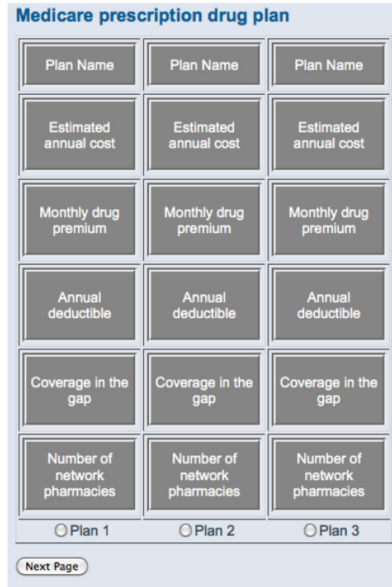 Medicare prescription drug plan
Plan Name Plan Name Plan Name
Estimated Estimated Estimated
annual cost annual cost annual cost
Monthly drug Monthly drug Monthly drug
premium premium premium
Annual Annual Annual
deductible deductible deductible
Coverage in the Coverage in the Coverage in the
gap gap gap
Number of Number of Number of
network network network
pharmacies pharmacies pharmacies
Plan 1 Plan 2 Plan 3
Next Page